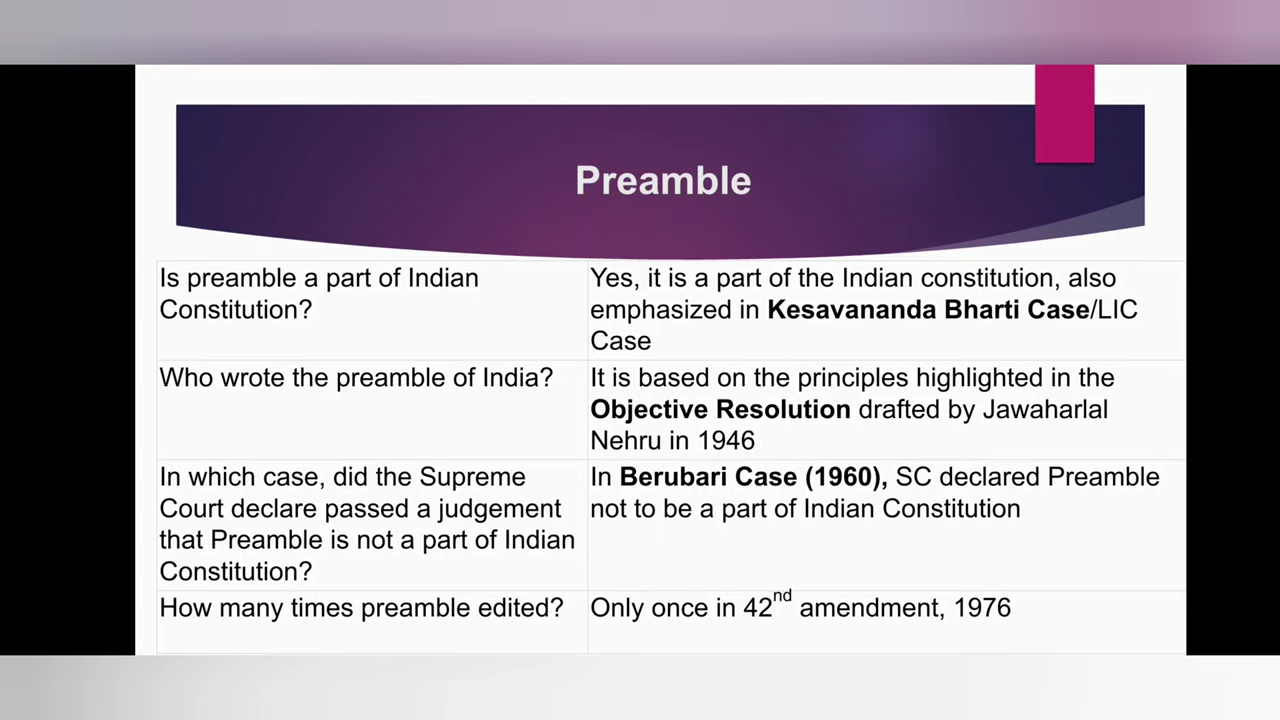 Preamble
Is preamble a part of Indian
Constitution?
Yes, it is a part of the Indian constitution, also
emphasized in Kesavananda Bharti Case/LIC
Case
Who wrote the preamble of India?
It is based on the principles highlighted in the
Objective Resolution drafted by Jawaharlal
Nehru in 1946
In which case, did the Supreme
Court declare passed a judgement
that Preamble is not a part of Indian
Constitution?
In Berubari Case (1960), SC declared Preamble
not to be a part of Indian Constitution
How many times preamble edited?
Only once in 42nd amendment, 1976